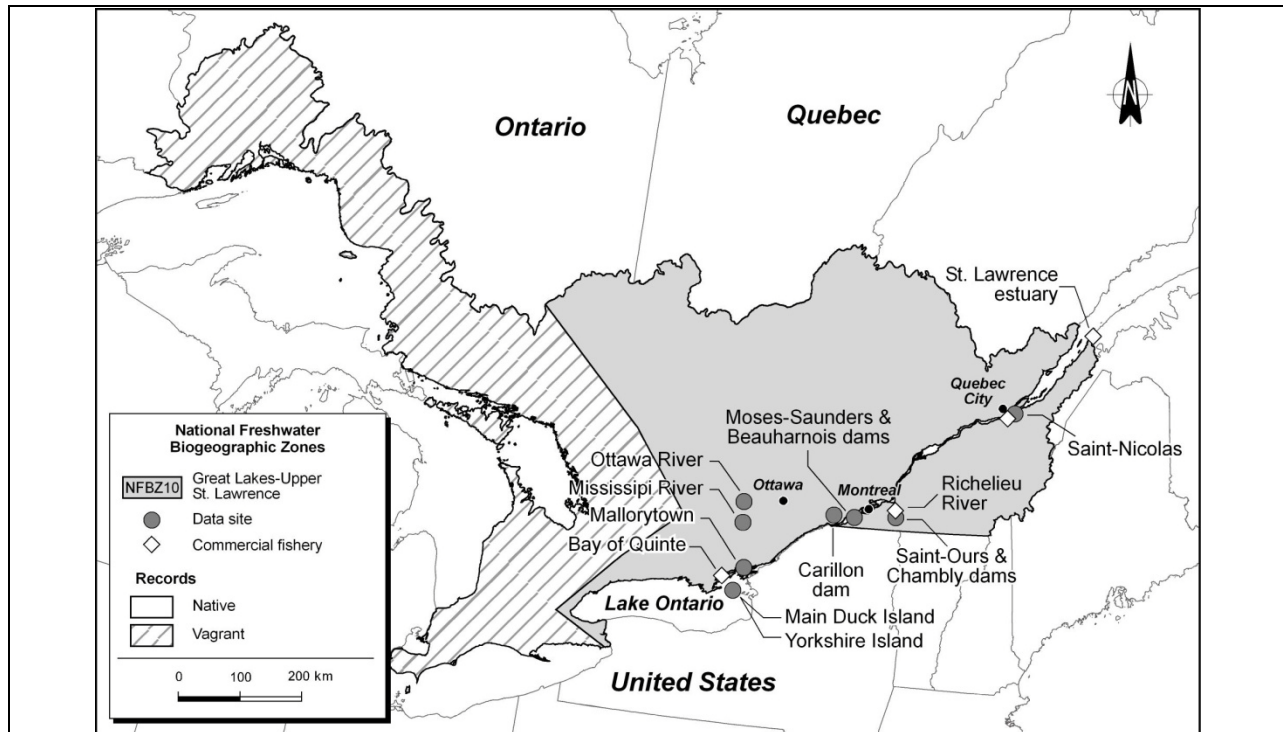 Ontario
Quebec
N
St. Lawrence
estuary
Quebec
City
Moses-Saunders &
Beauharnois dams
Saint-Nicolas
Ottawa River
Ottawa
Montreal
Richelieu
River
Mississipi River
Mallorytown
Bay of Quinte
Carillon
dam
Saint-Ours &
Chambly dams
Lake Ontario
Main Duck Island
Yorkshire Island
United States
National Freshwater
Biogeographic Zones
NFBZ10
Great Lakes-Upper
St. Lawrence
Data site
Commercial fishery
Records
Native
Vagrant
0 100 200 km